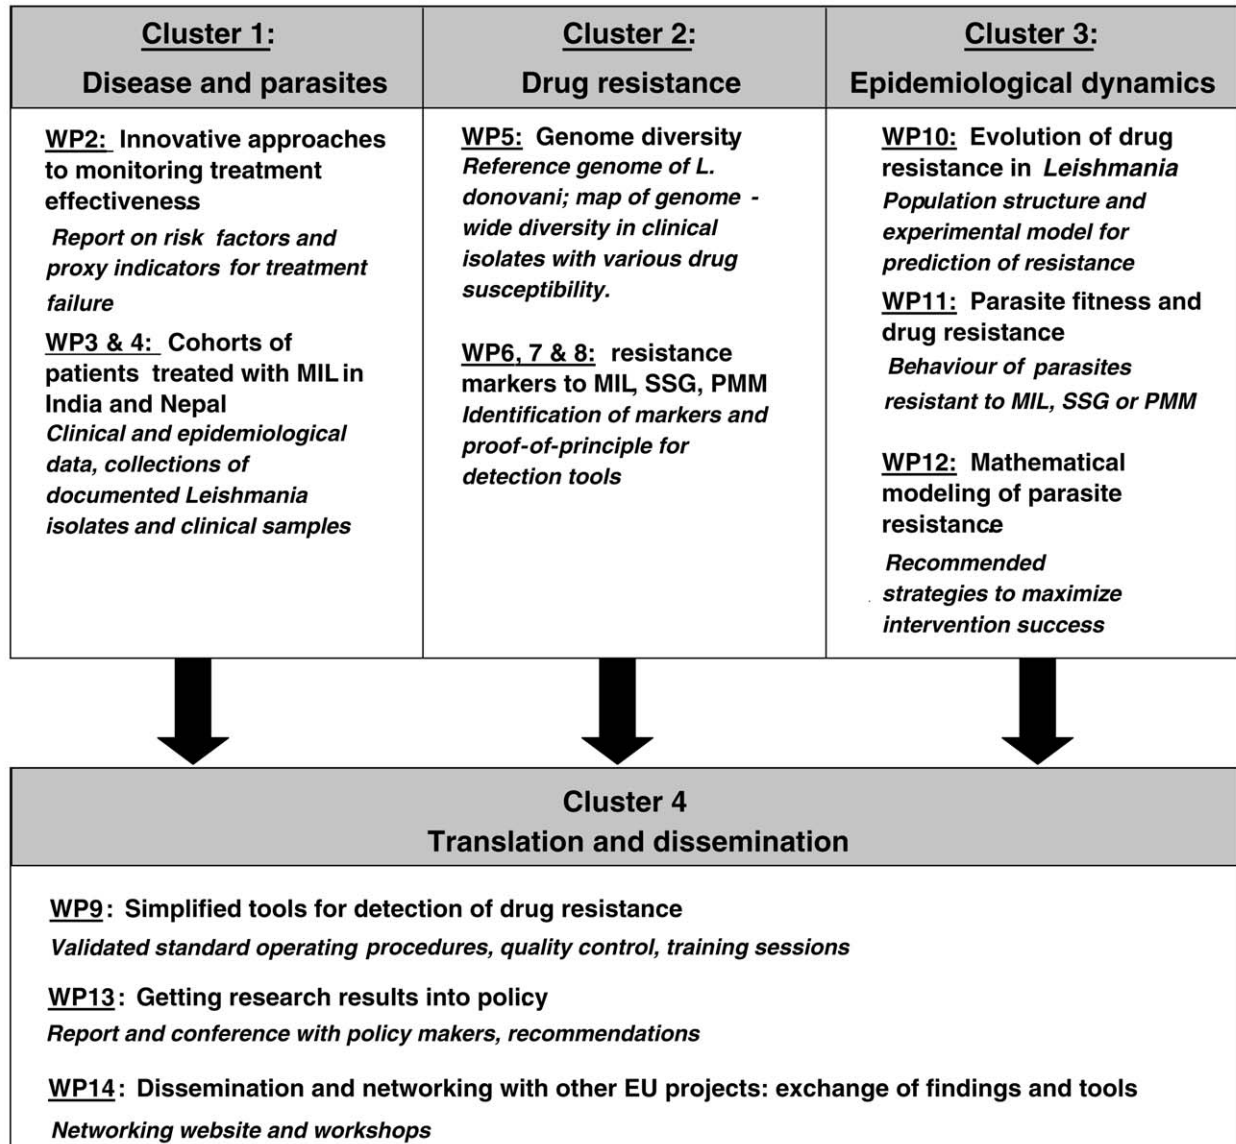 Cluster 1:
Disease and parasites
WP2: Innovative approaches
to monitoring treatment
effectiveness.
Report on risk factors and
proxy indicators for treatment
failure
WP3 & 4: Cohorts of
patients treated with MIL in
India and Nepal
Clinical and epidemiological
data, collections of
documented Leishmania
isolates and clinical samples
Cluster 2:
Drug resistance
WP5: Genome diversity
Reference genome of L.
donovani; map of genome -
wide diversity in clinical
isolates with various drug
susceptibility.
WP6, 7 & 8: resistance
markers to MIL, SSG, PMM
Identification of markers and
proof-of-principle for
detection tools
Cluster 3:
Epidemiological dynamics
WP10: Evolution of drug
resistance in Leishmania
Population structure and
experimental model for
prediction of resistance
WP11: Parasite fitness and
drug resistance
Behaviour of parasites
resistant to MIL, SSG or PMM
WP12: Mathematical
modeling of parasite
resistance.
Recommended
strategies to maximize
intervention success
Cluster 4
Translation and dissemination
WP9: Simplified tools for detection of drug resistance
Validated standard operating procedures, quality control, training sessions
WP13: Getting research results into policy
Report and conference with policy makers, recommendations
WP14: Dissemination and networking with other EU projects: exchange of findings and tools
Networking website and workshops